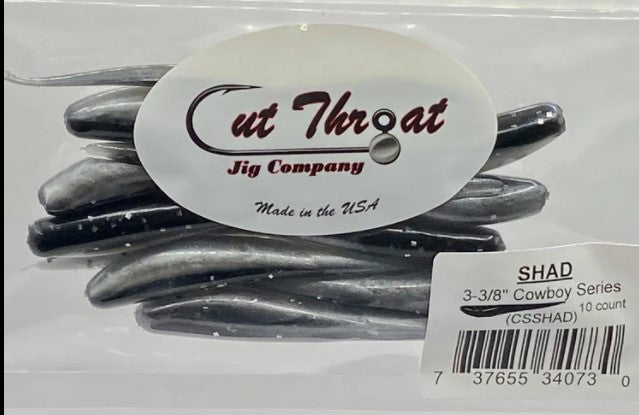 Cut Throat
Jig Company
Made in the USA
SHAD
3-3/8" Cowboy Series
10 count
(CSSHAD)
7 37655 34073 0